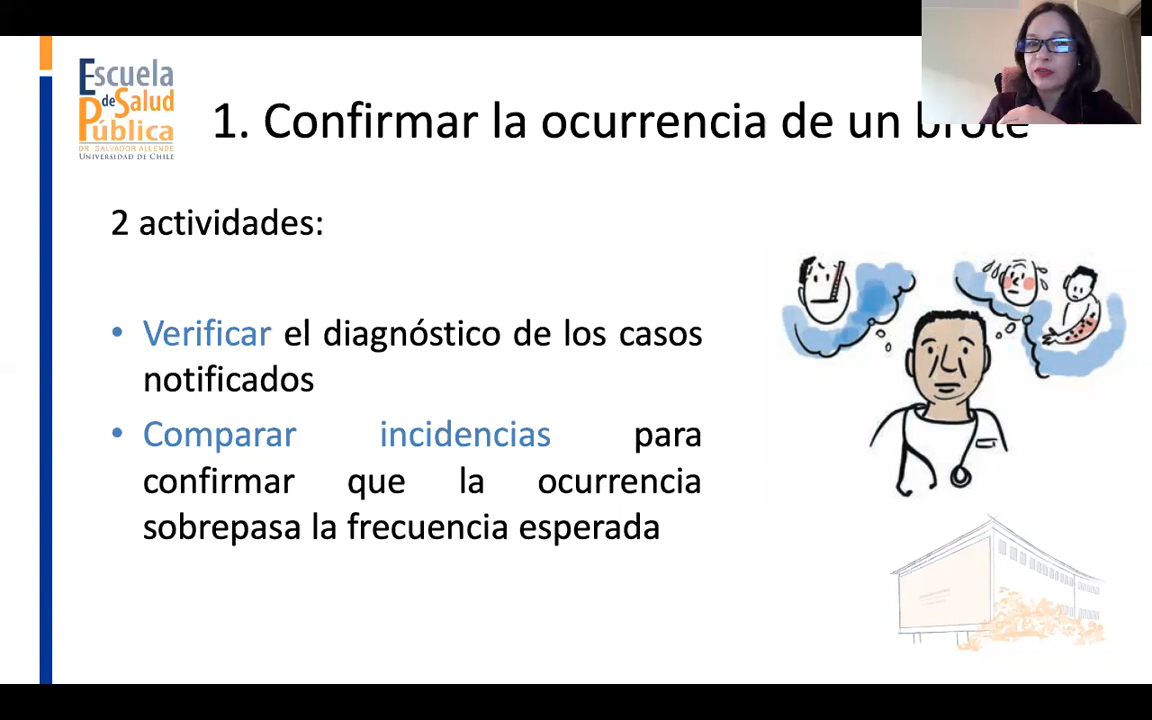 Escuela
de Salud
Pública
DR. SALVADOR ALLENDE
UNIVERSIDAD DE CHILE
1. Confirmar la ocurrencia de un brote
2 actividades:
• Verificar el diagnóstico de los casos
notificados
• Comparar incidencias para
confirmar que la ocurrencia
sobrepasa la frecuencia esperada